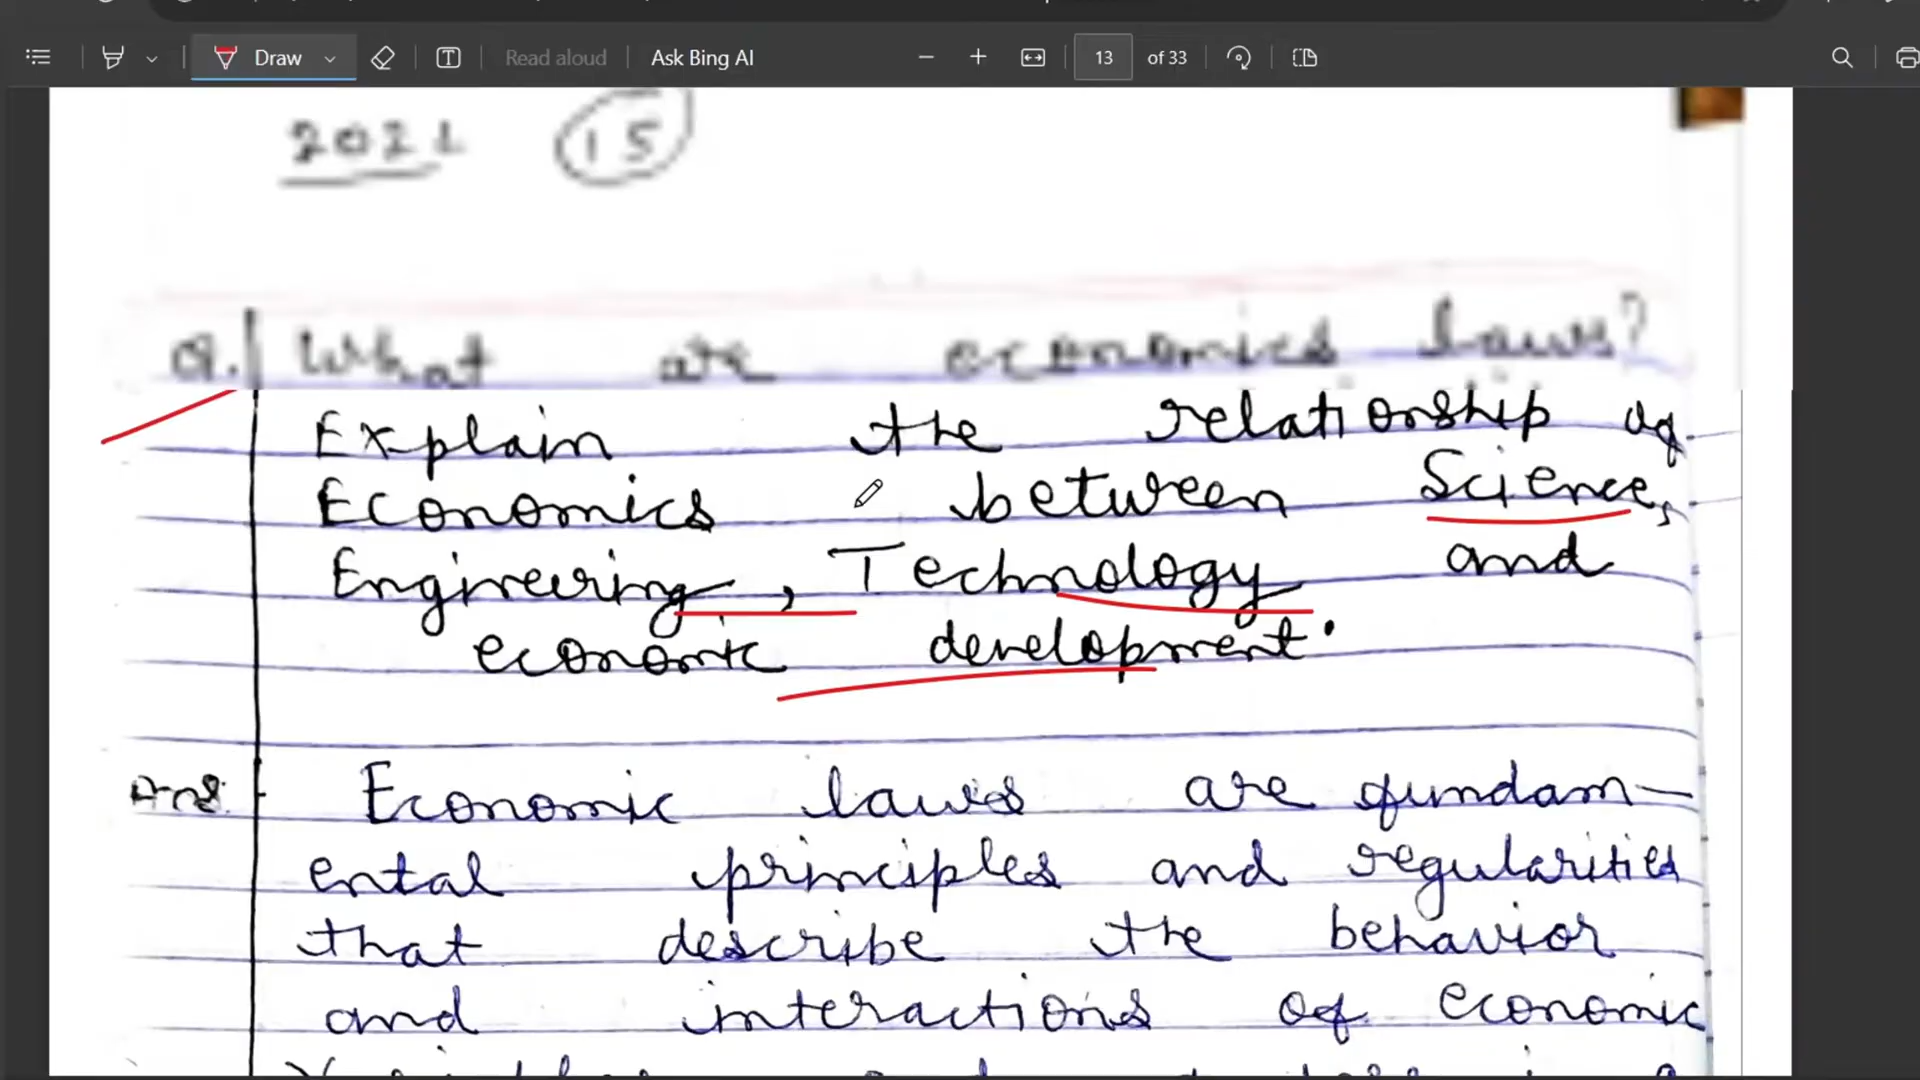 Draw
Read aloud
Ask Bing AI
13 of 33
2021 15
Q. What are economics laws?
Explain the relationship of
Economics between Science,
Engineering, Technology and
economic development.
Ans. Economic laws are fundam-
ental principles and regularities
that describe the behavior
and interactions of economic